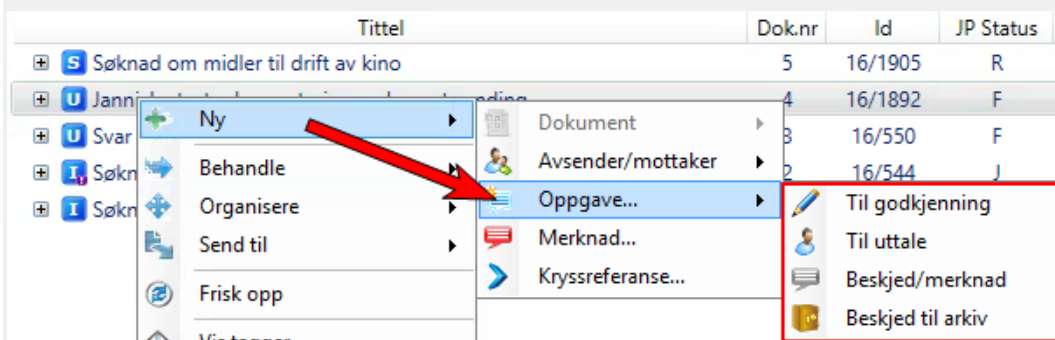 Tittel Dok.nr Id JP Status
S Søknad om midler til drift av kino 5 16/1905 R
U 4 16/1892 F
U Svar 16/550 F
I 16/544 J
I
Ny
Behandle
Organisere
Send til
Frisk opp
Dokument
Avsender/mottaker
Oppgave...
Merknad...
Kryssreferanse...
Til godkjenning
Til uttale
Beskjed/merknad
Beskjed til arkiv